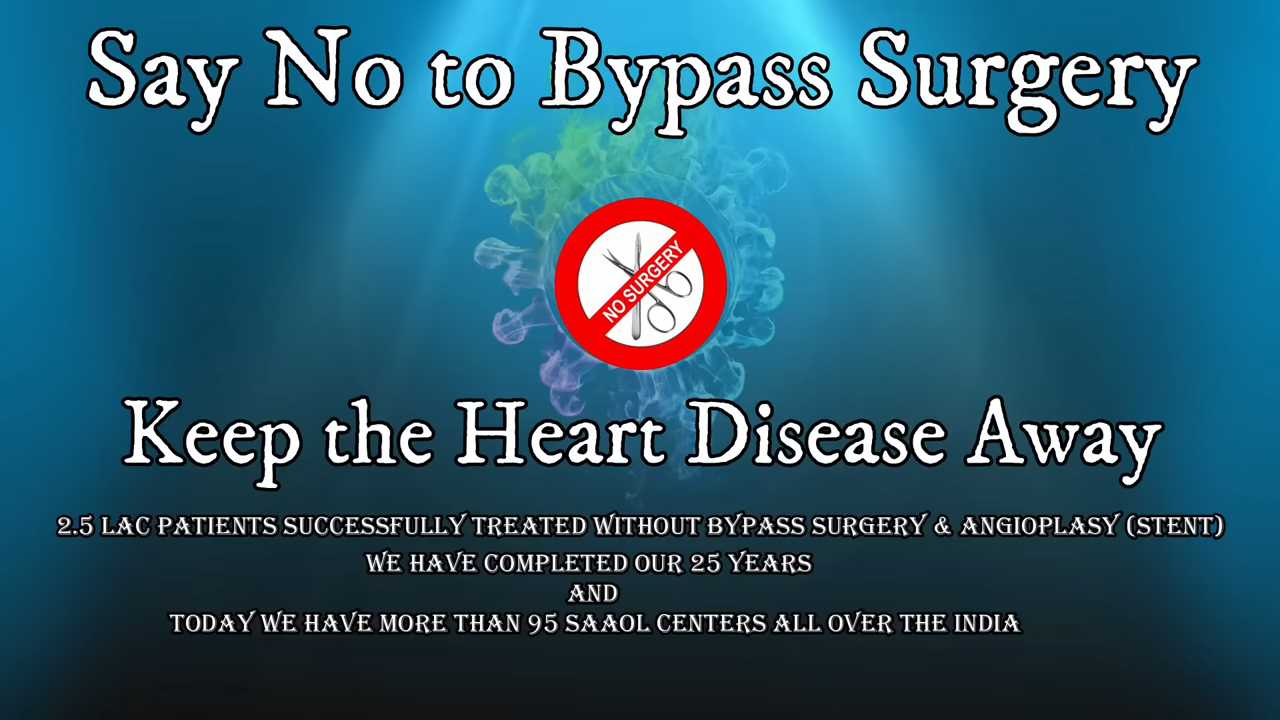 Say No to Bypass Surgery
NO SURGERY
Keep the Heart Disease Away
2.5 LAC PATIENTS SUCCESSFULLY TREATED WITHOUT BYPASS SURGERY & ANGIOPLASY (STENT)
WE HAVE COMPLETED OUR 25 YEARS
AND
TODAY WE HAVE MORE THAN 95 SAAOL CENTERS ALL OVER THE INDIA